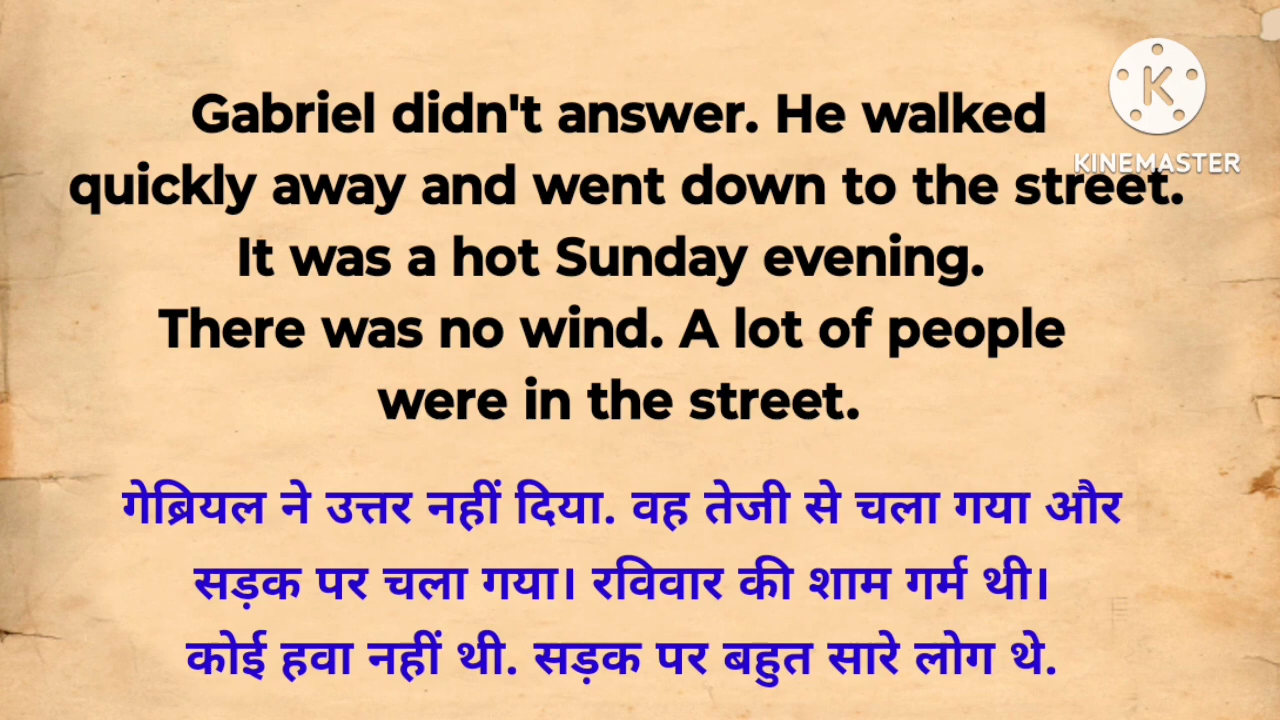 Gabriel didn't answer. He walked
quickly away and went down to the street.
It was a hot Sunday evening.
There was no wind. A lot of people
were in the street.
गेब्रियल ने उत्तर नहीं दिया. वह तेजी से चला गया और
सड़क पर चला गया। रविवार की शाम गर्म थी।
कोई हवा नहीं थी. सड़क पर बहुत सारे लोग थे.
K
KINEMASTER